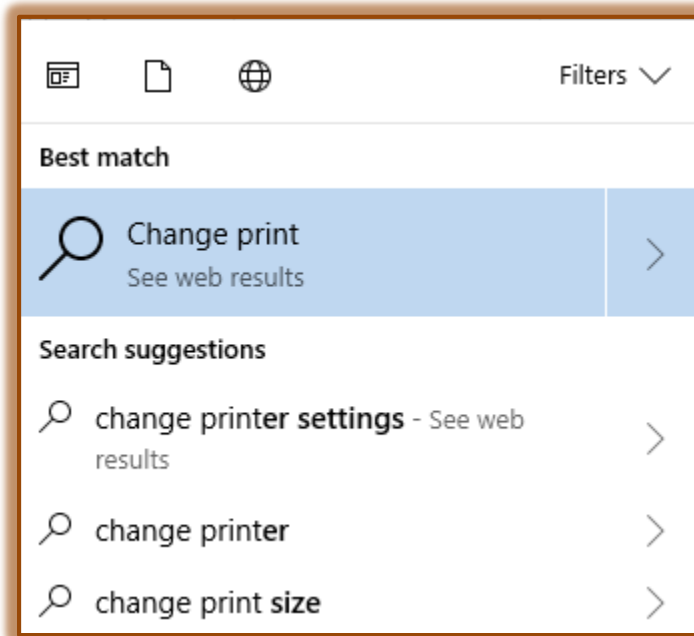 Filters
Best match
Change print
See web results
Search suggestions
change printer settings - See web
results
change printer
change print size